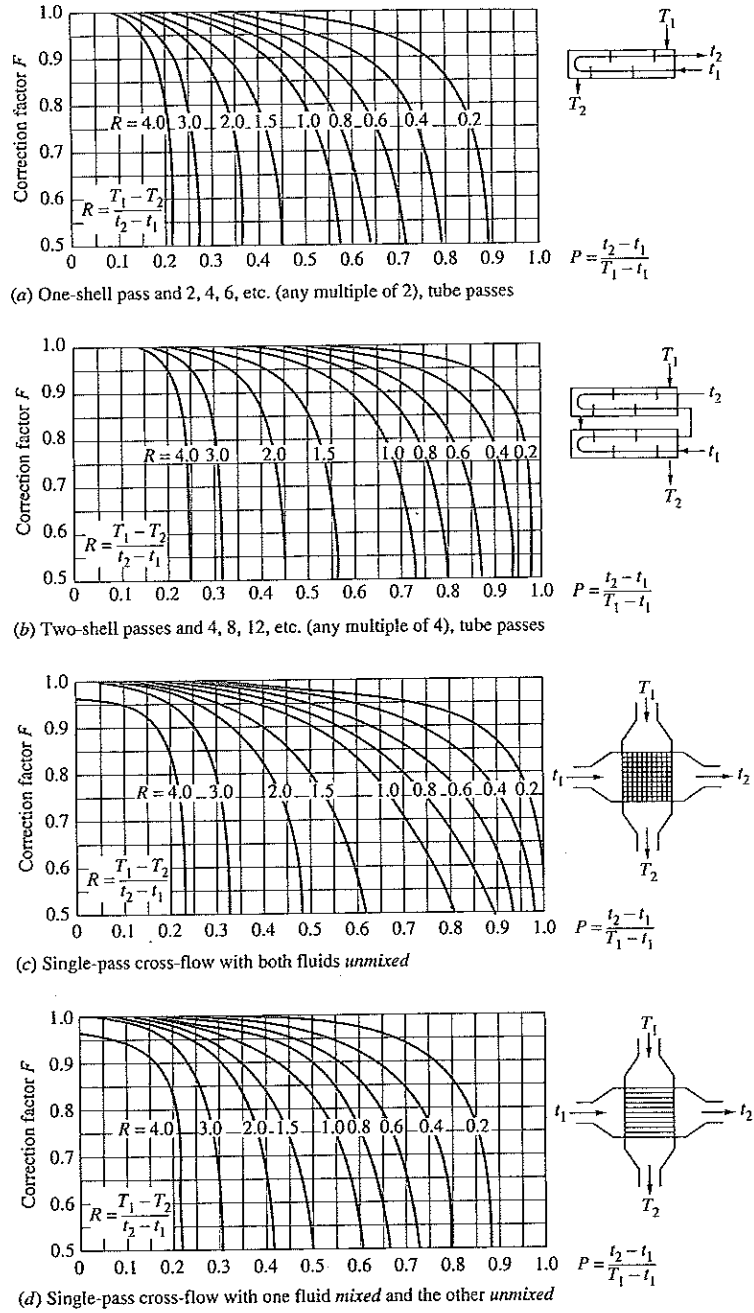 Correction factor F
1.0
0.9
0.8
0.7
0.6
0.5
R = 4.0 3.0 2.0 1.5 1.0 0.8 0.6 0.4 0.2
R = T₁ − T₂ / t₂ − t₁
0 0.1 0.2 0.3 0.4 0.5 0.6 0.7 0.8 0.9 1.0
T₁
t₂
t₁
T₂
P = t₂ − t₁ / T₁ − t₁
(a) One-shell pass and 2, 4, 6, etc. (any multiple of 2), tube passes
Correction factor F
1.0
0.9
0.8
0.7
0.6
0.5
R = 4.0 3.0 2.0 1.5 1.0 0.8 0.6 0.4 0.2
R = T₁ − T₂ / t₂ − t₁
0 0.1 0.2 0.3 0.4 0.5 0.6 0.7 0.8 0.9 1.0
T₁
t₂
t₁
T₂
P = t₂ − t₁ / T₁ − t₁
(b) Two-shell passes and 4, 8, 12, etc. (any multiple of 4), tube passes
Correction factor F
1.0
0.9
0.8
0.7
0.6
0.5
R = 4.0 3.0 2.0 1.5 1.0 0.8 0.6 0.4 0.2
R = T₁ − T₂ / t₂ − t₁
0 0.1 0.2 0.3 0.4 0.5 0.6 0.7 0.8 0.9 1.0
T₁
t₁
t₂
T₂
P = t₂ − t₁ / T₁ − t₁
(c) Single-pass cross-flow with both fluids unmixed
Correction factor F
1.0
0.9
0.8
0.7
0.6
0.5
R = 4.0 3.0 2.0 1.5 1.0 0.8 0.6 0.4 0.2
R = T₁ − T₂ / t₂ − t₁
0 0.1 0.2 0.3 0.4 0.5 0.6 0.7 0.8 0.9 1.0
T₁
t₁
t₂
T₂
P = t₂ − t₁ / T₁ − t₁
(d) Single-pass cross-flow with one fluid mixed and the other unmixed